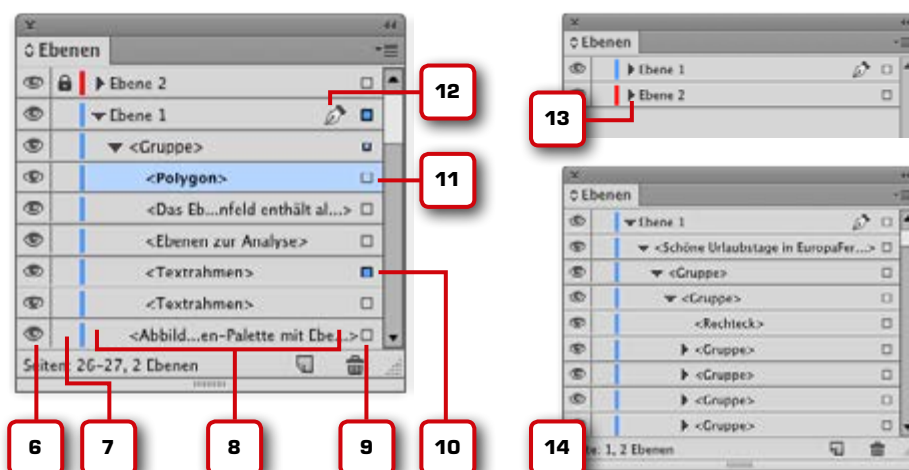 Ebenen
Ebene 2
Ebene 1
<Gruppe>
<Polygon>
<Das Eb...nfeld enthält al...>
<Ebenen zur Analyse>
<Textrahmen>
<Textrahmen>
<Abbild...en-Palette mit Ebe...>
Seiten: 26-27, 2 Ebenen
6
7
8
9
10
11
12
Ebenen
Ebene 1
Ebene 2
13
Ebenen
Ebene 1
<Schöne Urlaubstage in EuropaFer...>
<Gruppe>
<Gruppe>
<Rechteck>
<Gruppe>
<Gruppe>
<Gruppe>
<Gruppe>
14
e: 1, 2 Ebenen